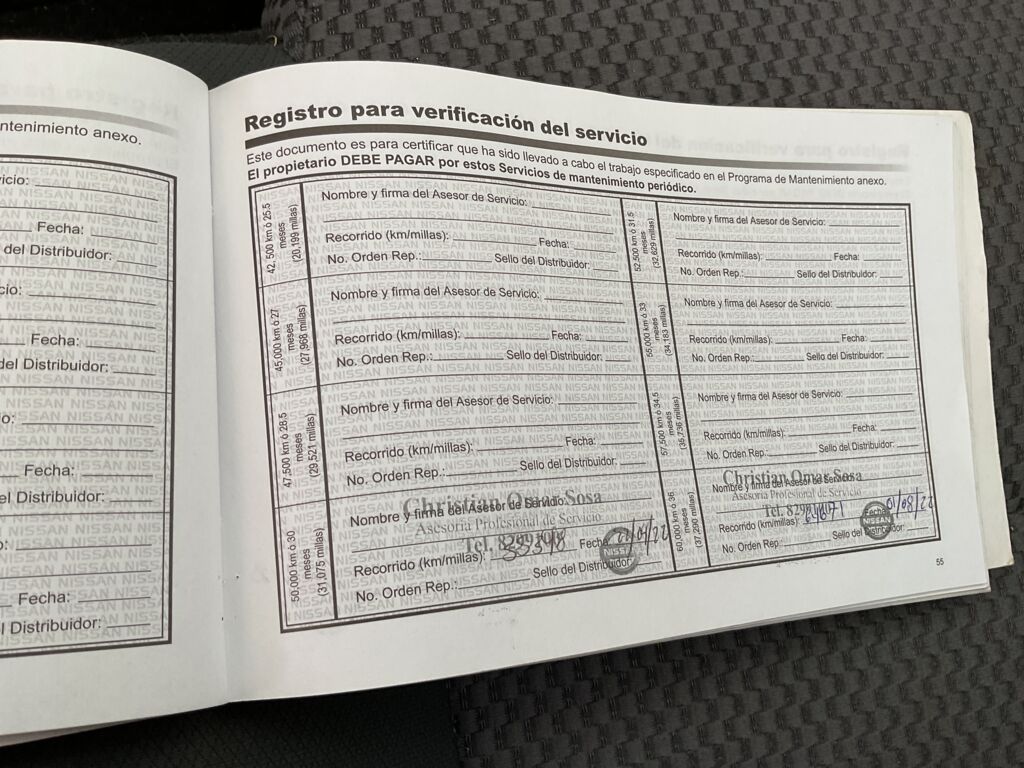 ntenimiento anexo.
icio:
Fecha:
del Distribuidor:
cio:
Fecha:
del Distribuidor:
o:
Fecha:
el Distribuidor:
o:
Fecha:
l Distribuidor:
Registro para verificación del servicio
Este documento es para certificar que ha sido llevado a cabo el trabajo especificado en el Programa de Mantenimiento anexo.
El propietario DEBE PAGAR por estos Servicios de mantenimiento periódico.
42, 500 km ó 25.5
meses
(20,199 millas)
Nombre y firma del Asesor de Servicio:
Recorrido (km/millas): Fecha:
No. Orden Rep.: Sello del Distribuidor:
45,000 km ó 27
meses
(27,968 millas)
Nombre y firma del Asesor de Servicio:
Recorrido (km/millas): Fecha:
No. Orden Rep.: Sello del Distribuidor:
47,500 km ó 28.5
meses
(29,521 millas)
Nombre y firma del Asesor de Servicio:
Recorrido (km/millas): Fecha:
No. Orden Rep.: Sello del Distribuidor:
50,000 km ó 30
meses
(31,075 millas)
Christian Omar Sosa
Nombre y firma del Asesor de Servicio:
Asesoría Profesional de Servicio
Tel.
Recorrido (km/millas): Fecha:
NISSAN
No. Orden Rep.: Sello del Distribuidor:
52,500 km ó 31.5
meses
(32,629 millas)
Nombre y firma del Asesor de Servicio:
Recorrido (km/millas): Fecha:
No. Orden Rep.: Sello del Distribuidor:
55,000 km ó 33
meses
(34,183 millas)
Nombre y firma del Asesor de Servicio:
Recorrido (km/millas): Fecha:
No. Orden Rep.: Sello del Distribuidor:
57,500 km ó 34.5
meses
(35,736 millas)
Nombre y firma del Asesor de Servicio:
Recorrido (km/millas): Fecha:
No. Orden Rep.: Sello del Distribuidor:
60,000 km ó 36
meses
(37,290 millas)
Christian Omar Sosa
Nombre y firma del Asesor de Servicio:
Asesoría Profesional de Servicio
Tel.
Recorrido (km/millas): Fecha: 01/08/22
NISSAN
No. Orden Rep.: Sello del Distribuidor:
55